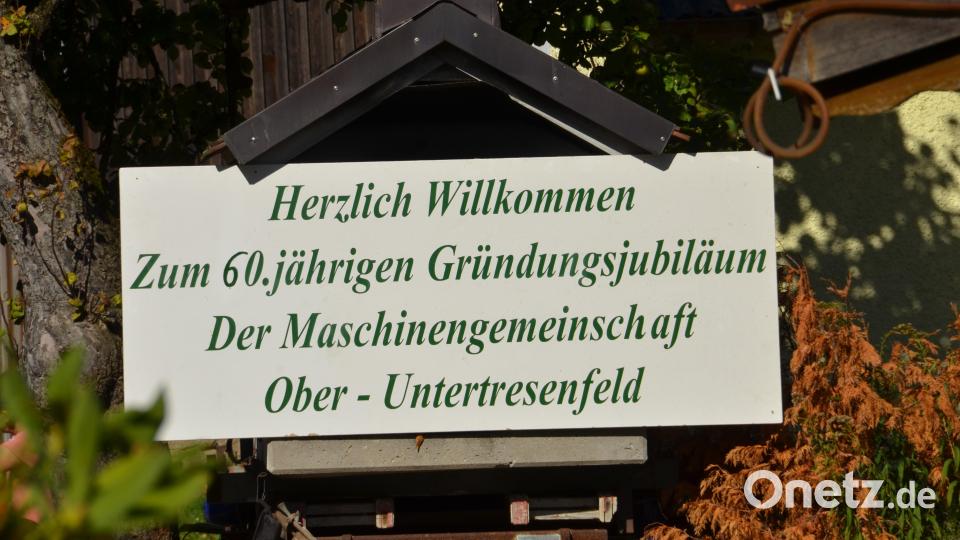 Herzlich Willkommen
Zum 60.jährigen Gründungsjubiläum
Der Maschinengemeinschaft
Ober - Untertresenfeld
Onetz.de